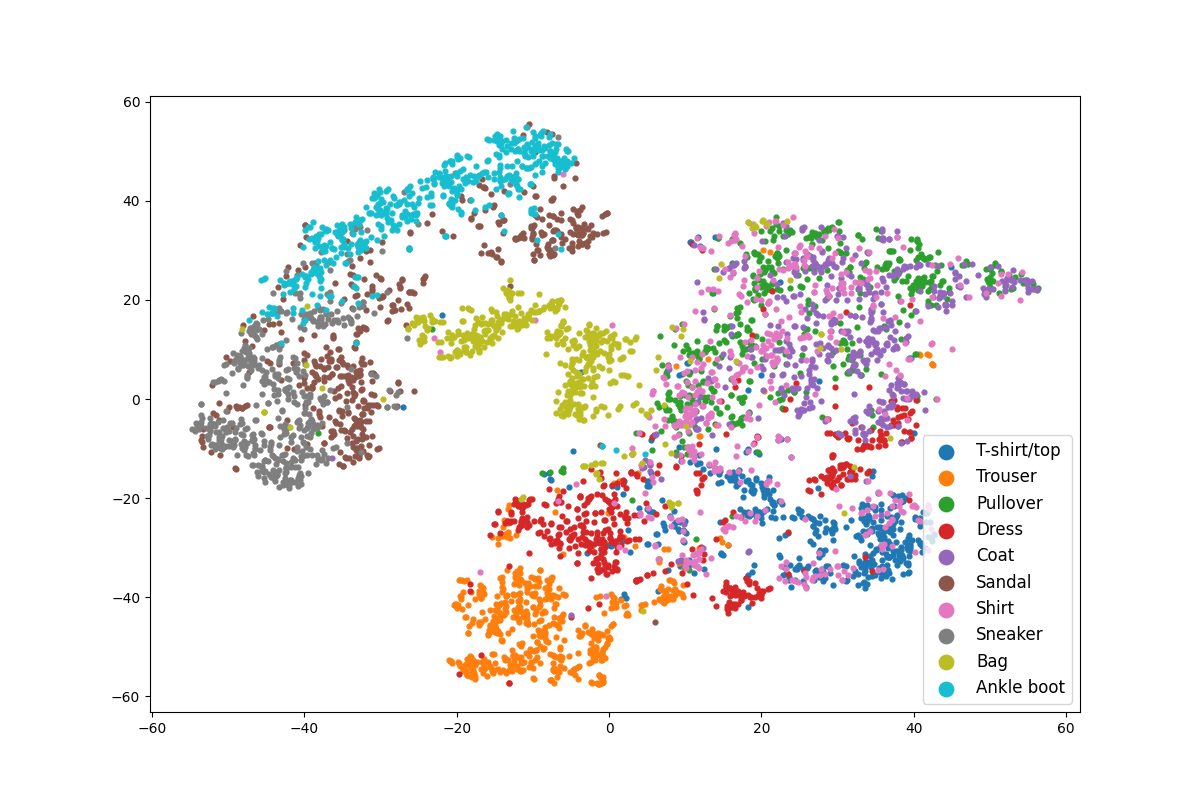 60
40
20
0
−20
−40
−60
−60
−40
−20
0
20
40
60
T-shirt/top
Trouser
Pullover
Dress
Coat
Sandal
Shirt
Sneaker
Bag
Ankle boot